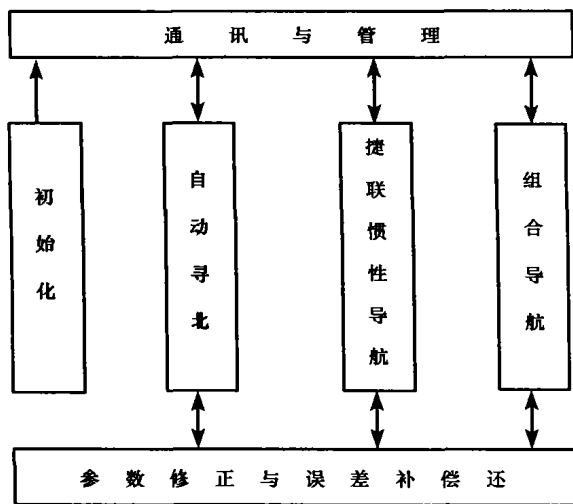 通讯与管理
初始化
自动寻北
捷联惯性导航
组合导航
参数修正与误差补偿还